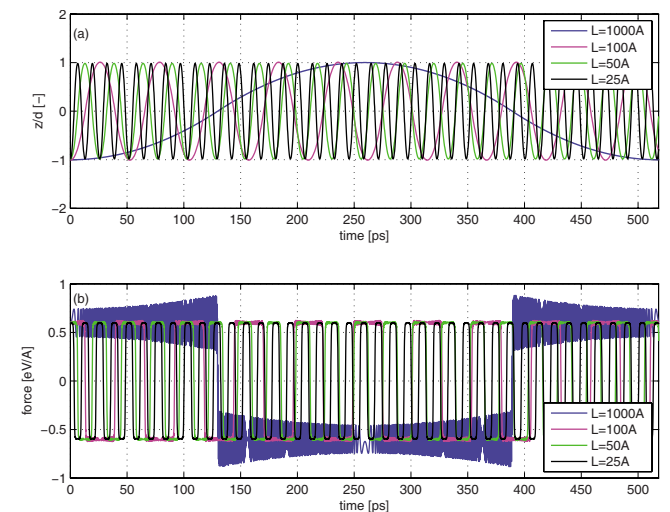 2
(a)
L=1000A
L=100A
L=50A
L=25A
1
0
−1
−2
z/d [−]
0 50 100 150 200 250 300 350 400 450 500
time [ps]
1
(b)
0.5
0
−0.5
−1
force [eV/A]
L=1000A
L=100A
L=50A
L=25A
0 50 100 150 200 250 300 350 400 450 500
time [ps]